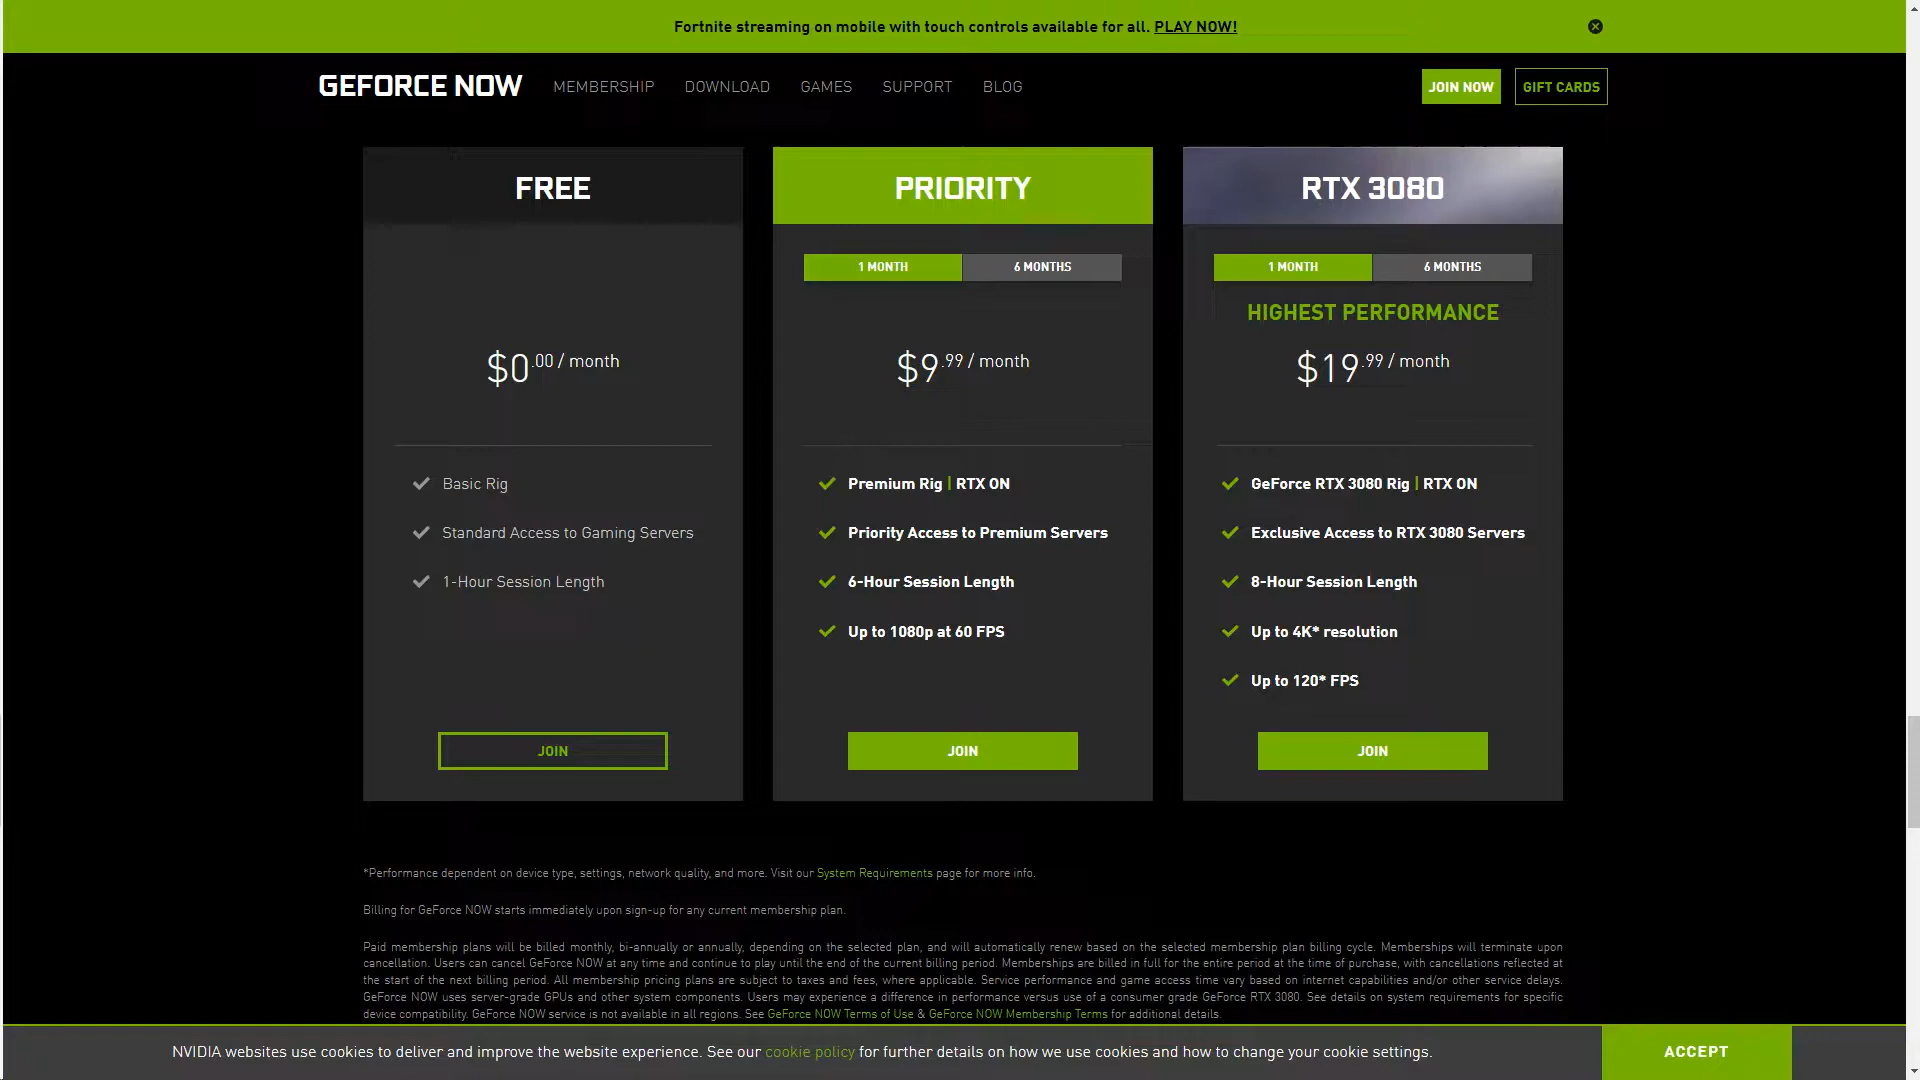 Fortnite streaming on mobile with touch controls available for all. PLAY NOW!
GEFORCE NOW MEMBERSHIP DOWNLOAD GAMES SUPPORT BLOG JOIN NOW GIFT CARDS
FREE
$0.00 / month
Basic Rig
Standard Access to Gaming Servers
1-Hour Session Length
JOIN
PRIORITY
1 MONTH 6 MONTHS
$9.99 / month
Premium Rig | RTX ON
Priority Access to Premium Servers
6-Hour Session Length
Up to 1080p at 60 FPS
JOIN
RTX 3080
1 MONTH 6 MONTHS
HIGHEST PERFORMANCE
$19.99 / month
GeForce RTX 3080 Rig | RTX ON
Exclusive Access to RTX 3080 Servers
8-Hour Session Length
Up to 4K* resolution
Up to 120* FPS
JOIN
*Performance dependent on device type, settings, network quality, and more. Visit our System Requirements page for more info.
Billing for GeForce NOW starts immediately upon sign-up for any current membership plan.
Paid membership plans will be billed monthly, bi-annually or annually, depending on the selected plan, and will automatically renew based on the selected membership plan billing cycle. Memberships will terminate upon
cancellation. Users can cancel GeForce NOW at any time and continue to play until the end of the current billing period. Memberships are billed in full for the entire period at the time of purchase, with cancellations reflected at
the start of the next billing period. All membership pricing plans are subject to taxes and fees, where applicable. Service performance and game access time vary based on internet capabilities and/or other service delays.
GeForce NOW uses server-grade GPUs and other system components. Users may experience a difference in performance versus use of a consumer grade GeForce RTX 3080. See details on system requirements for specific
device compatibility. GeForce NOW service is not available in all regions. See GeForce NOW Terms of Use & GeForce NOW Membership Terms for additional details.
NVIDIA websites use cookies to deliver and improve the website experience. See our cookie policy for further details on how we use cookies and how to change your cookie settings.
ACCEPT